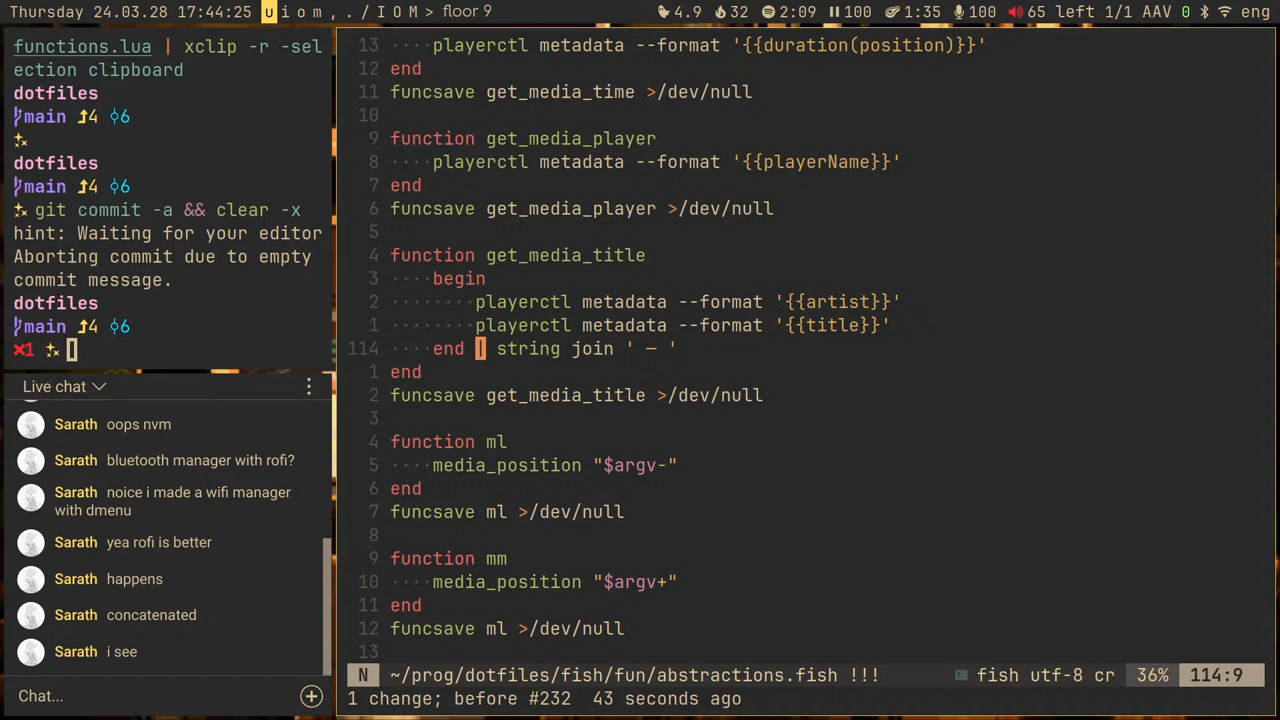 Thursday 24.03.28 17:44:25 u i o m , . / I O M > floor 9 4.9 32 2:09 100 1:35 100 65 left 1/1 AAV 0 eng
functions.lua | xclip -r -sel
ection clipboard
dotfiles
main 4 6
dotfiles
main 4 6
git commit -a && clear -x
hint: Waiting for your editor
Aborting commit due to empty
commit message.
dotfiles
main 4 6
×1
Live chat
Sarath oops nvm
Sarath bluetooth manager with rofi?
Sarath noice i made a wifi manager
with dmenu
Sarath yea rofi is better
Sarath happens
Sarath concatenated
Sarath i see
Chat...
13 ····playerctl metadata --format '{{duration(position)}}'
12 end
11 funcsave get_media_time >/dev/null
10
9 function get_media_player
8 ····playerctl metadata --format '{{playerName}}'
7 end
6 funcsave get_media_player >/dev/null
5
4 function get_media_title
3 ····begin
2 ········playerctl metadata --format '{{artist}}'
1 ········playerctl metadata --format '{{title}}'
114 ····end | string join ' — '
1 end
2 funcsave get_media_title >/dev/null
3
4 function ml
5 ····media_position "$argv-"
6 end
7 funcsave ml >/dev/null
8
9 function mm
10 ····media_position "$argv+"
11 end
12 funcsave ml >/dev/null
13
N ~/prog/dotfiles/fish/fun/abstractions.fish !!! fish utf-8 cr 36% 114:9
1 change; before #232 43 seconds ago